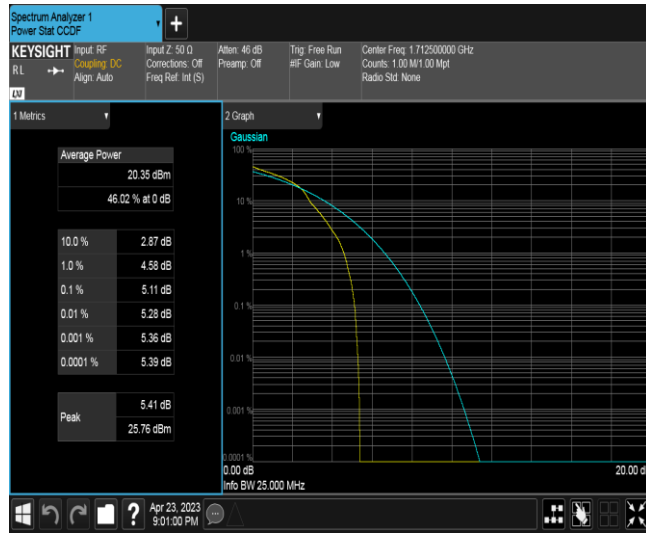 Spectrum Analyzer 1
Power Stat CCDF
KEYSIGHT
Input: RF
Coupling: DC
Align: Auto
Input Z: 50 Ω
Corrections: Off
Freq Ref: Int (S)
Atten: 46 dB
Preamp: Off
Trig: Free Run
#IF Gain: Low
Center Freq: 1.712500000 GHz
Counts: 1.00 M/1.00 Mpt
Radio Std: None
R L
LXI
1 Metrics
Average Power
20.35 dBm
46.02 % at 0 dB
10.0 % 2.87 dB
1.0 % 4.58 dB
0.1 % 5.11 dB
0.01 % 5.28 dB
0.001 % 5.36 dB
0.0001 % 5.39 dB
Peak
5.41 dB
25.76 dBm
2 Graph
Gaussian
100 %
10 %
1 %
0.1 %
0.01 %
0.001 %
0.0001 %
0.00 dB
20.00 d
Info BW 25.000 MHz
?
Apr 23, 2023
9:01:00 PM